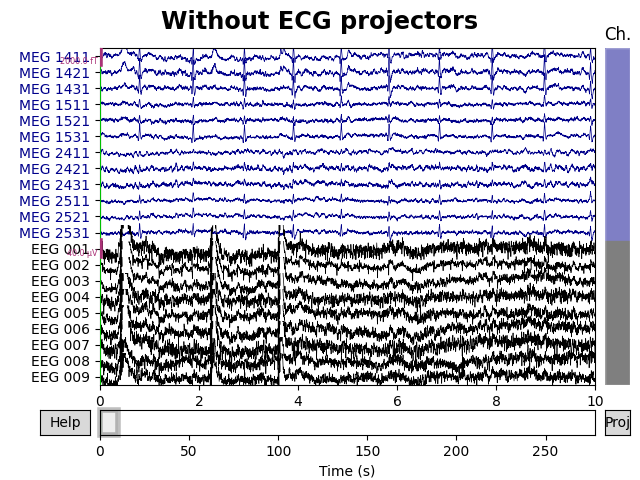 Without ECG projectors
Ch.
MEG 1411
MEG 1421
MEG 1431
MEG 1511
MEG 1521
MEG 1531
MEG 2411
MEG 2421
MEG 2431
MEG 2511
MEG 2521
MEG 2531
EEG 001
EEG 002
EEG 003
EEG 004
EEG 005
EEG 006
EEG 007
EEG 008
EEG 009
0 2 4 6 8 10
Help
Proj
0 50 100 150 200 250
Time (s)